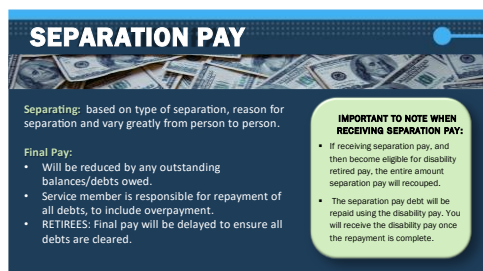 SEPARATION PAY
Separating: based on type of separation, reason for
separation and vary greatly from person to person.
Final Pay:
• Will be reduced by any outstanding
balances/debts owed.
• Service member is responsible for repayment of
all debts, to include overpayment.
• RETIREES: Final pay will be delayed to ensure all
debts are cleared.
IMPORTANT TO NOTE WHEN
RECEIVING SEPARATION PAY:
▪ If receiving separation pay, and
then become eligible for disability
retired pay, the entire amount
separation pay will recouped.
▪ The separation pay debt will be
repaid using the disability pay. You
will receive the disability pay once
the repayment is complete.